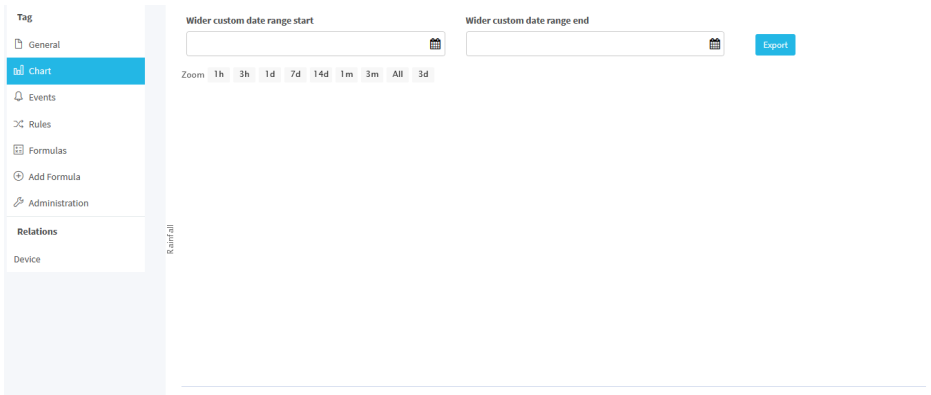 Tag
General
Chart
Events
Rules
Formulas
Add Formula
Administration
Relations
Device
Wider custom date range start
Wider custom date range end
Export
Zoom 1h 3h 1d 7d 14d 1m 3m All 3d
Rainfall